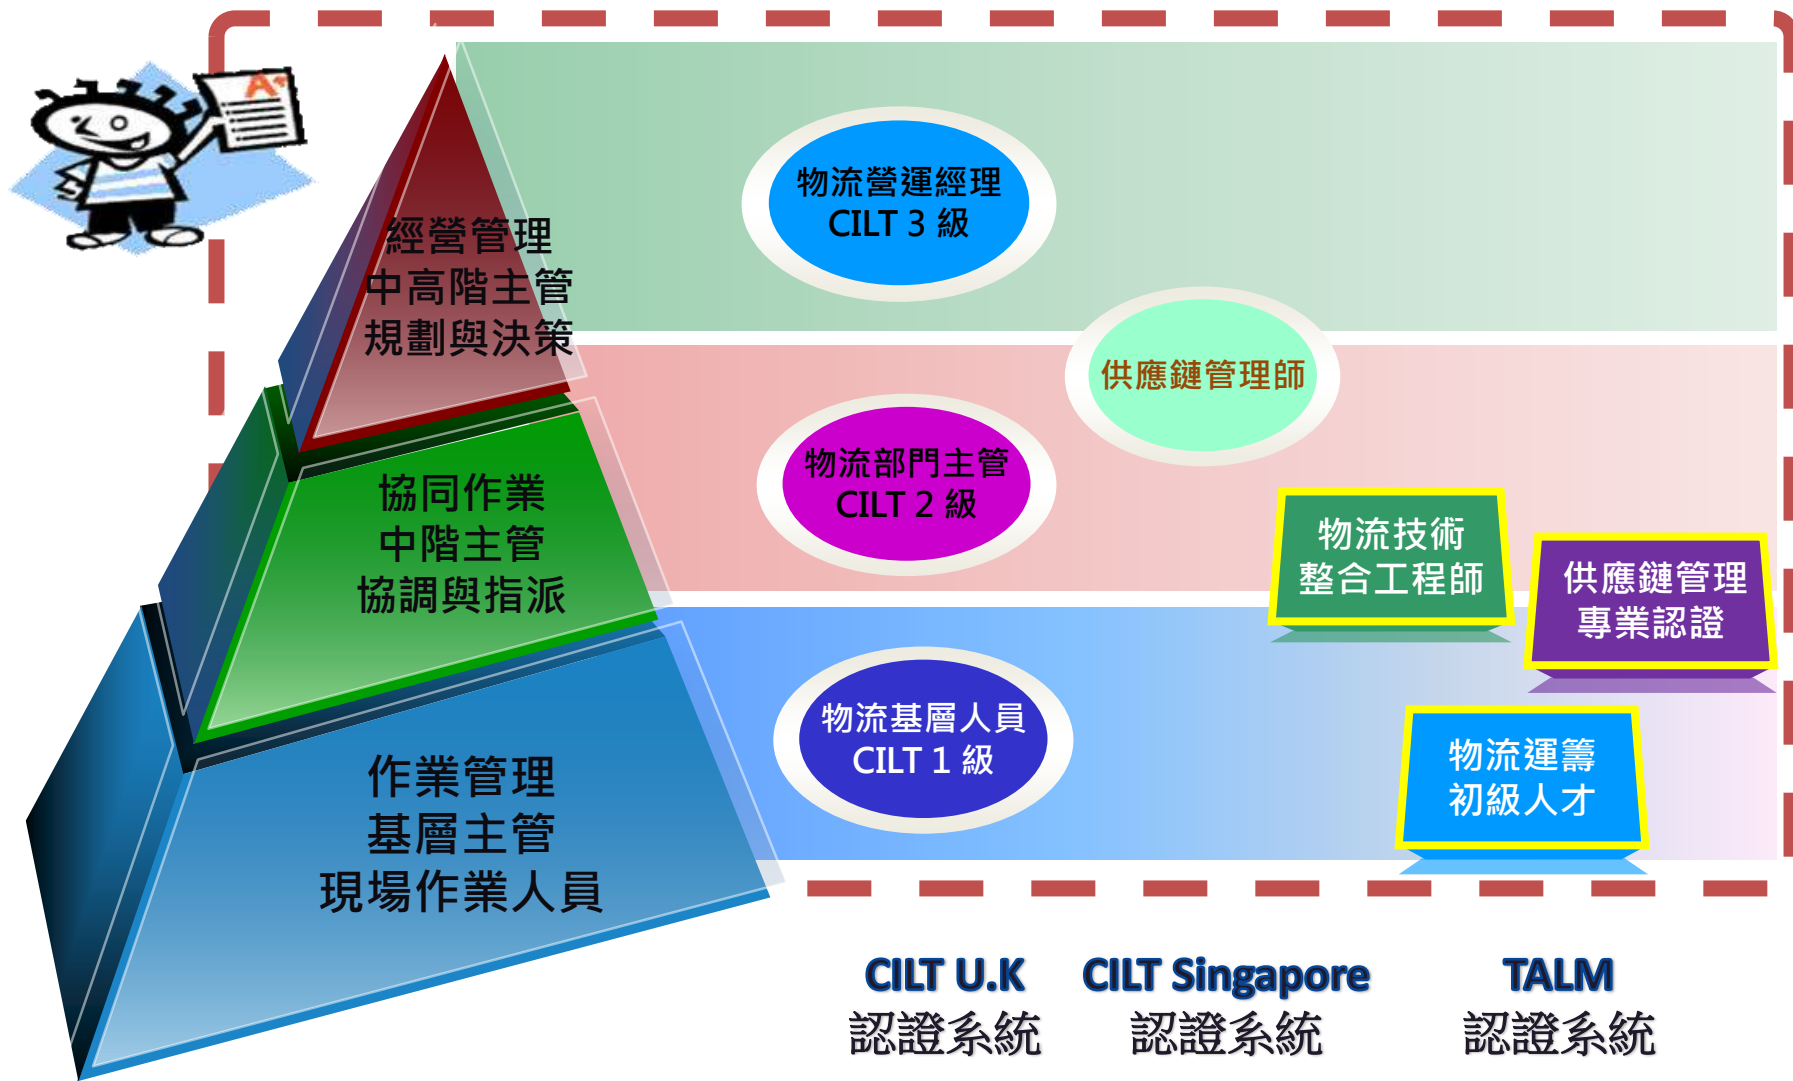 A+
經營管理
中高階主管
規劃與決策
物流營運經理
CILT 3 級
供應鏈管理師
協同作業
中階主管
協調與指派
物流部門主管
CILT 2 級
物流技術
整合工程師
供應鏈管理
專業認證
作業管理
基層主管
現場作業人員
物流基層人員
CILT 1 級
物流運籌
初級人才
CILT U.K
認證系統
CILT Singapore
認證系統
TALM
認證系統